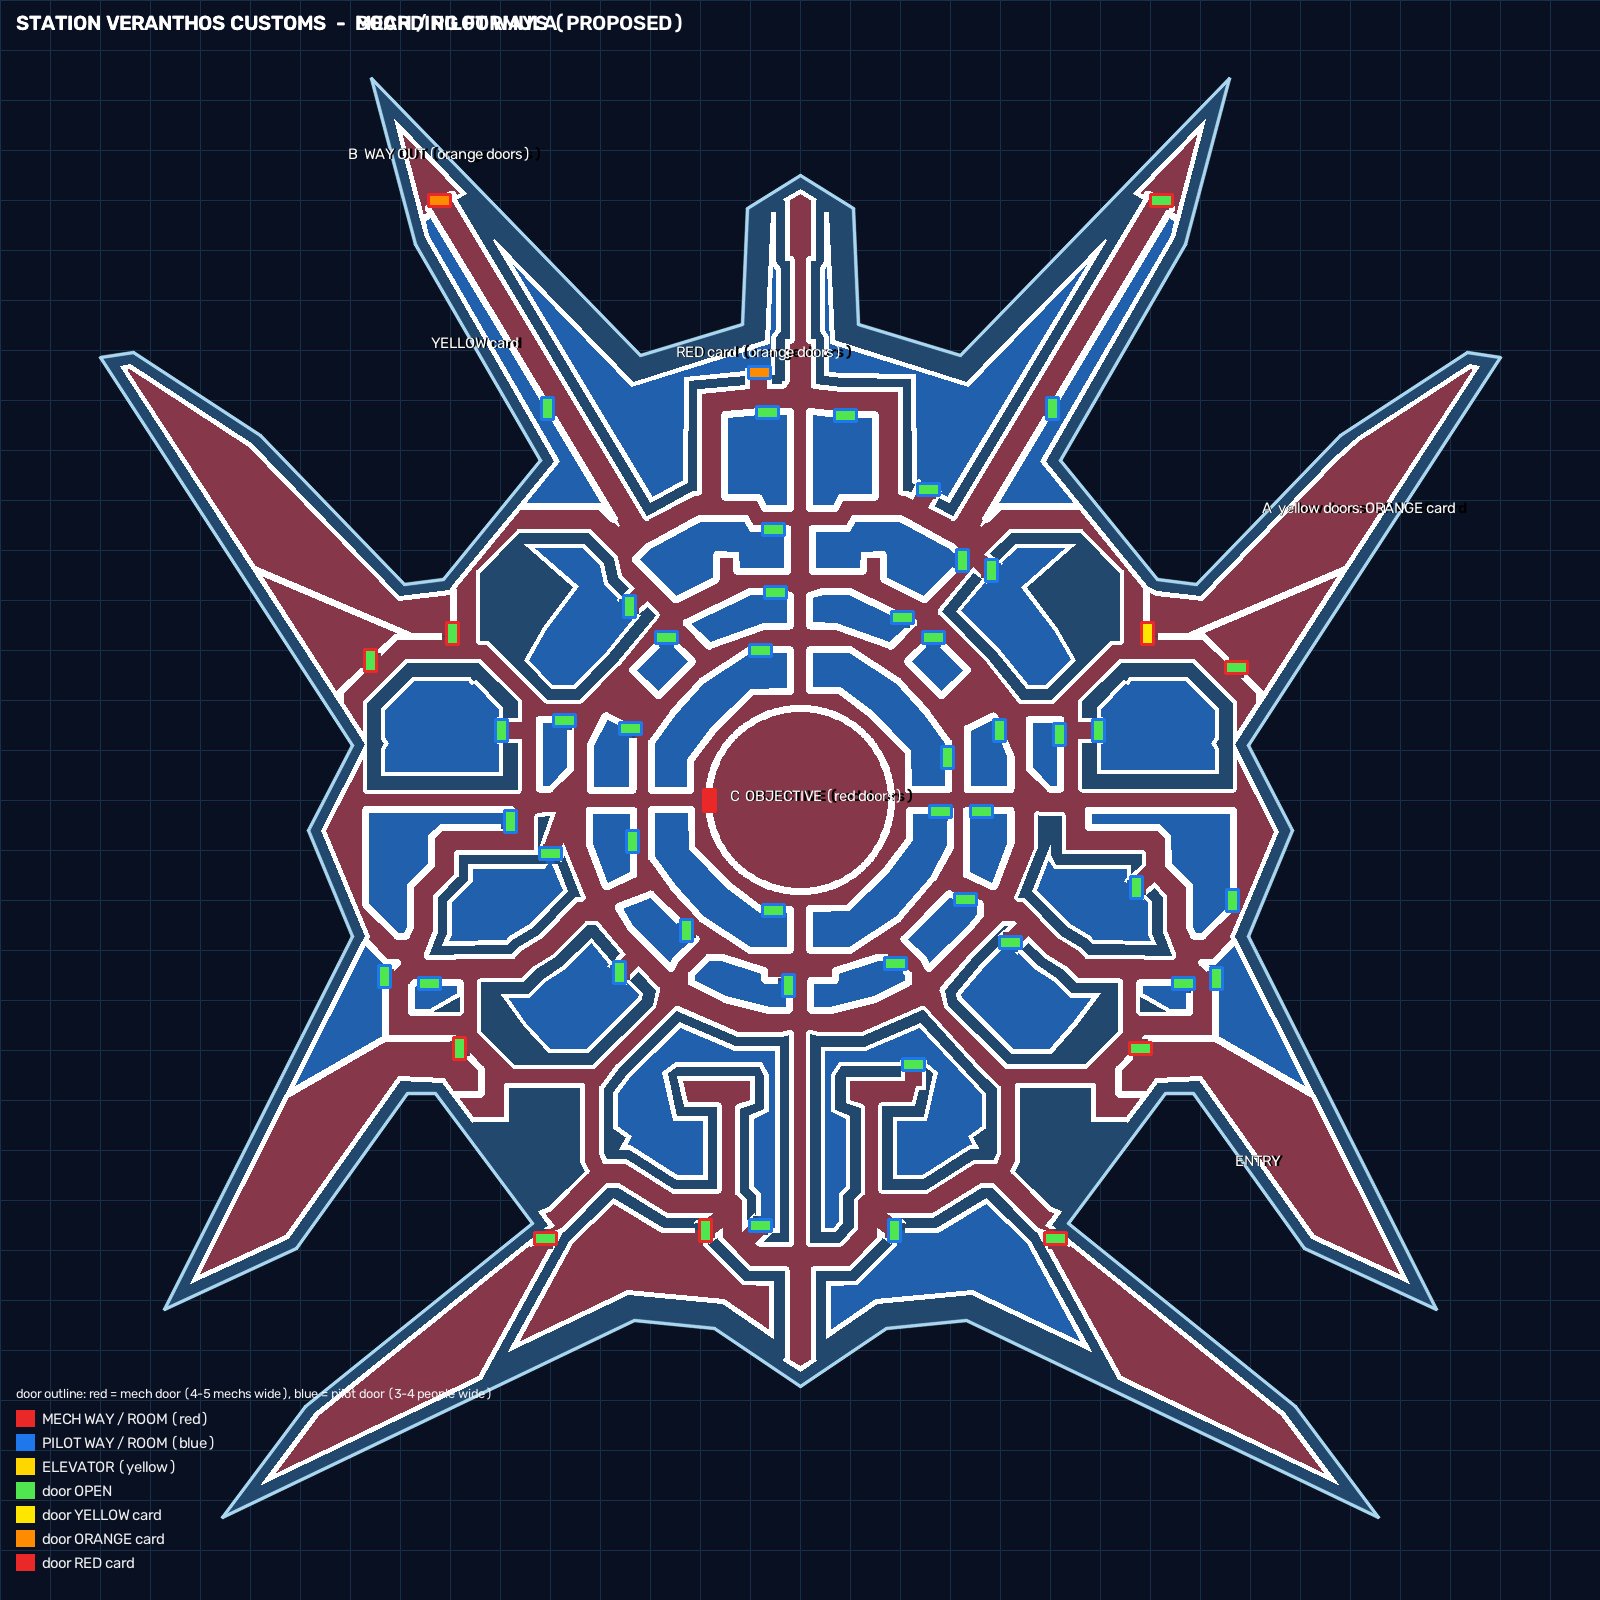 STATION VERANTHOS CUSTOMS - (PROPOSED)
B WAY OUT (orange doors)
YELLOW card
RED card (orange doors)
A yellow doors: ORANGE card
C OBJECTIVE (red doors)
ENTRY
door outline: red = mech door (4-5 mechs wide), blue = pilot door (3-4 people wide)
MECH WAY / ROOM (red)
PILOT WAY / ROOM (blue)
ELEVATOR (yellow)
door OPEN
door YELLOW card
door ORANGE card
door RED card